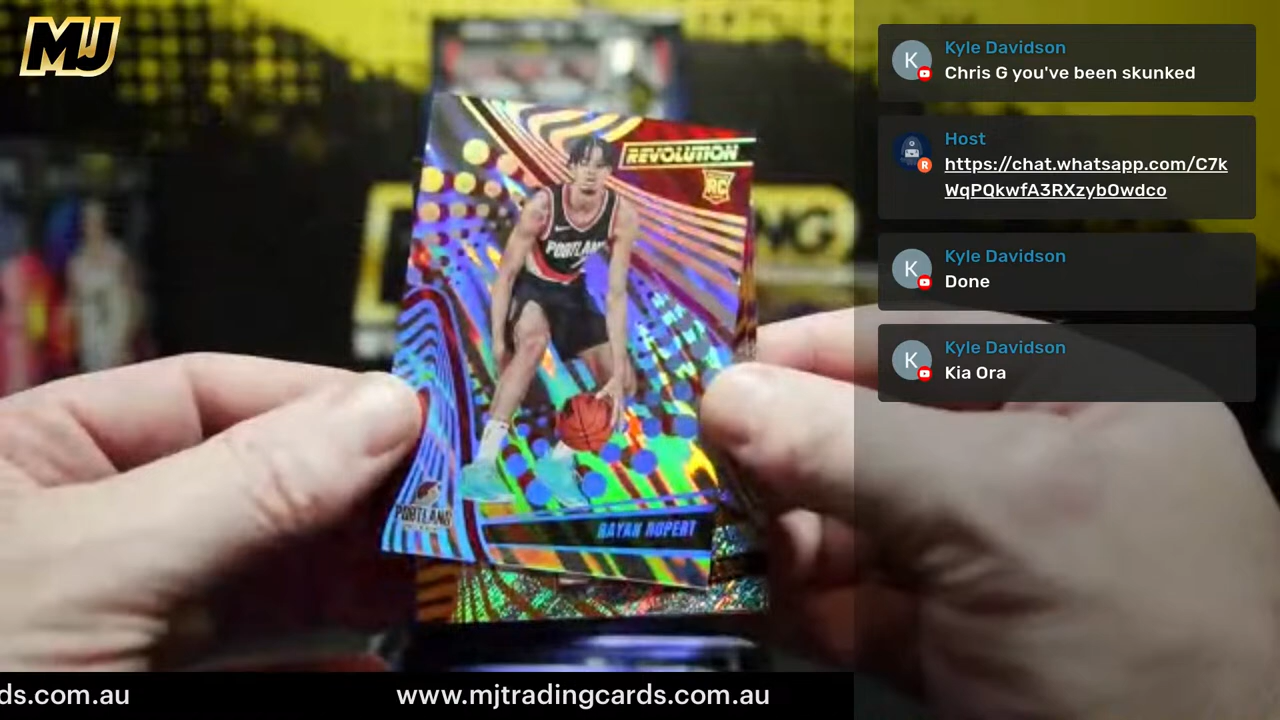 MJ
Kyle Davidson
Chris G you've been skunked
Host
https://chat.whatsapp.com/C7k
WqPQkwfA3RXzybOwdco
Kyle Davidson
Done
Kyle Davidson
Kia Ora
K
R
K
K
REVOLUTION
RC
PORTLAND
PORTLAND
RAYAN RUPERT
NG
ds.com.au
www.mjtradingcards.com.au